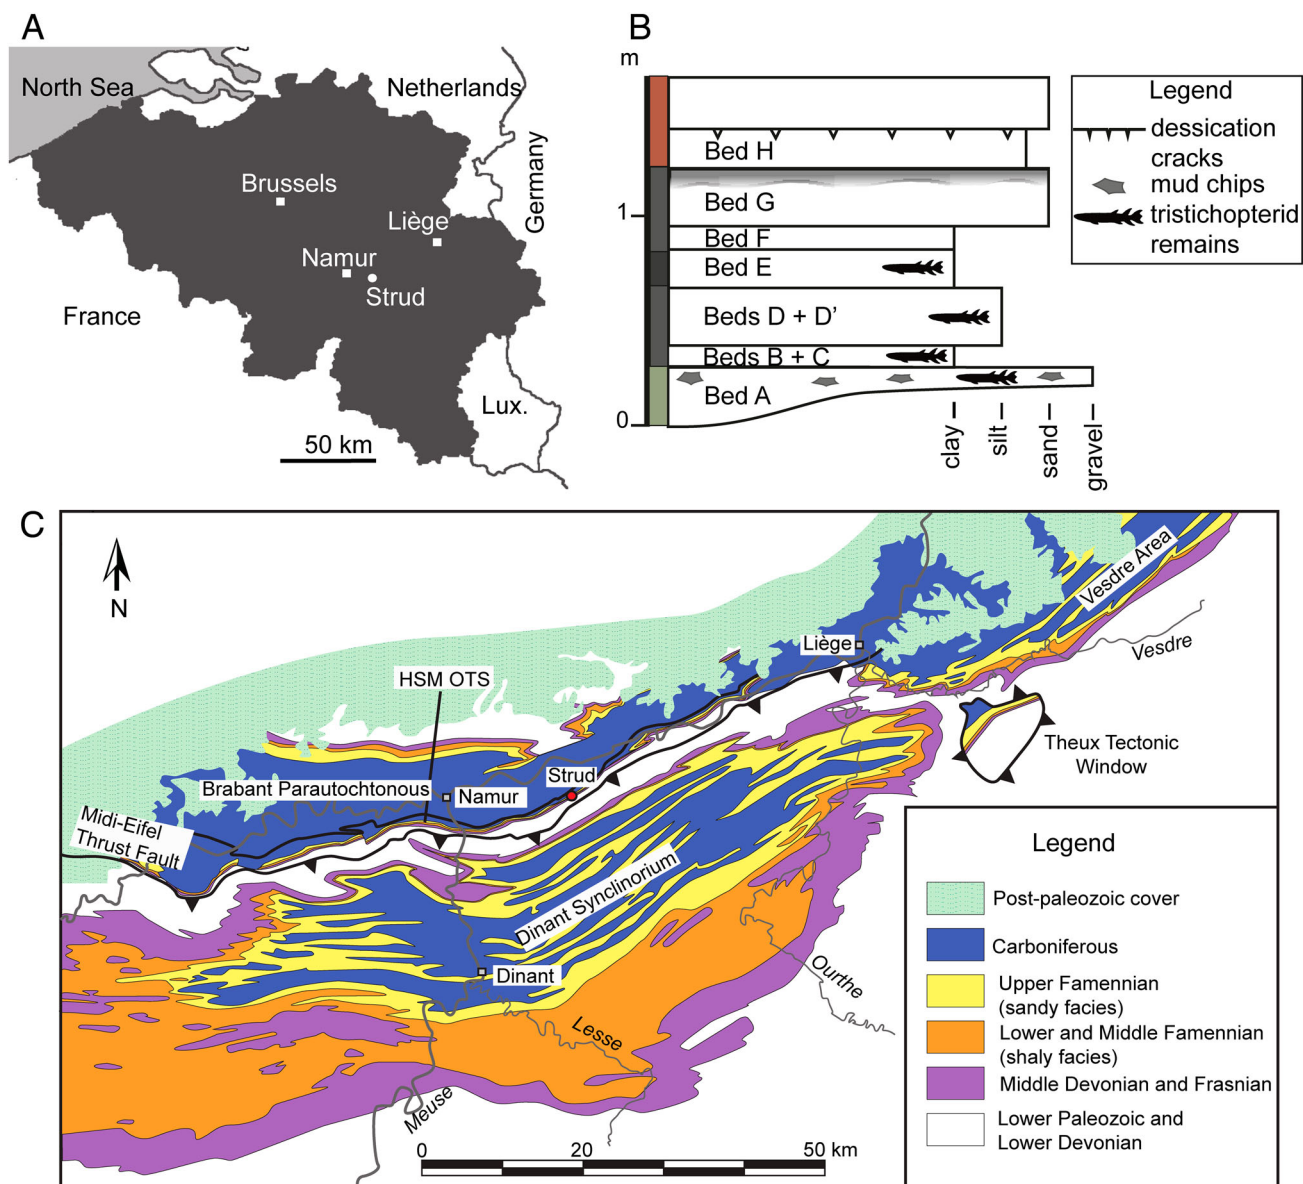 A
North Sea
Netherlands
Germany
Brussels
Liège
Namur
Strud
France
Lux.
50 km
B
m
1
0
Bed H
Bed G
Bed F
Bed E
Beds D + D’
Beds B + C
Bed A
clay
silt
sand
gravel
Legend
dessication
cracks
mud chips
tristichopterid
remains
C
N
HSM OTS
Liège
Vesdre Area
Vesdre
Theux Tectonic
Window
Brabant Parautochtonous
Namur
Strud
Midi-Eifel
Thrust Fault
Dinant Synclinorium
Dinant
Ourthe
Lesse
Meuse
0
20
50 km
Legend
Post-paleozoic cover
Carboniferous
Upper Famennian
(sandy facies)
Lower and Middle Famennian
(shaly facies)
Middle Devonian and Frasnian
Lower Paleozoic and
Lower Devonian